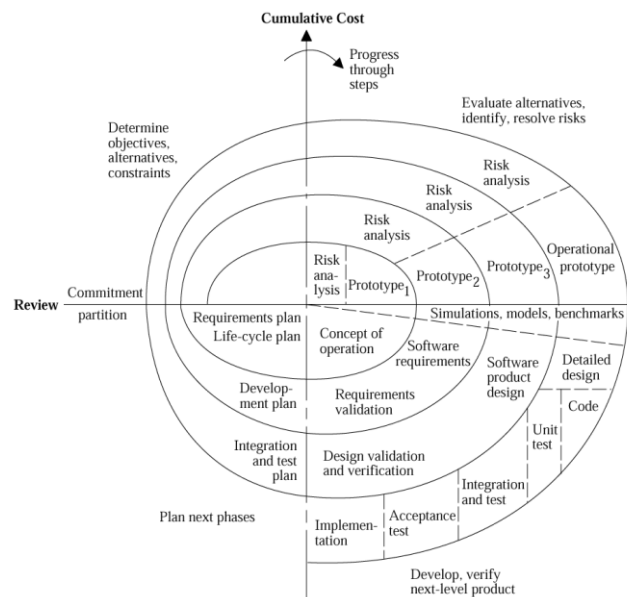 Cumulative Cost
Progress
through
steps
Evaluate alternatives,
identify, resolve risks
Determine
objectives,
alternatives,
constraints
Risk
analysis
Risk
analysis
Risk
analysis
Risk
ana-
lysis
Prototype1
Prototype2
Prototype3
Operational
prototype
Review
Commitment
partition
Simulations, models, benchmarks
Requirements plan
Life-cycle plan
Concept of
operation
Software
requirements
Software
product
design
Detailed
design
Develop-
ment plan
Requirements
validation
Code
Unit
test
Integration
and test
plan
Design validation
and verification
Integration
and test
Acceptance
test
Implemen-
tation
Plan next phases
Develop, verify
next-level product